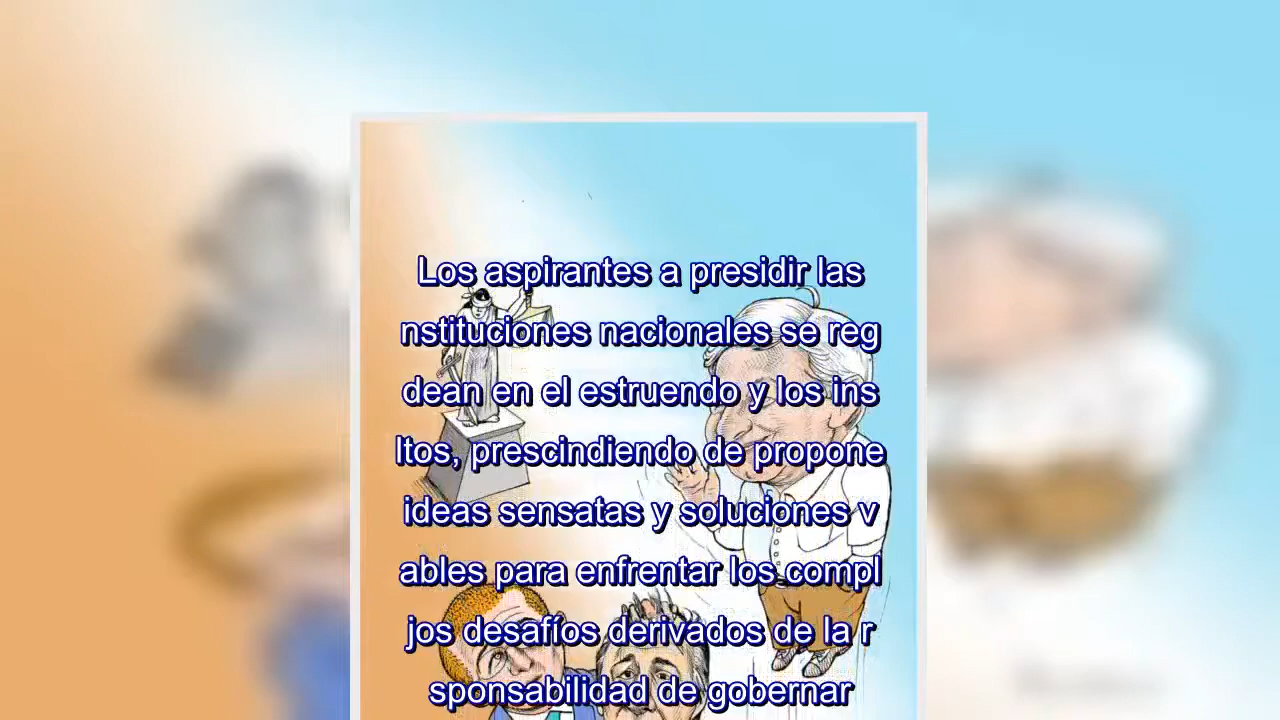 Los aspirantes a presidir las
nstituciones nacionales se reg
dean en el estruendo y los ins
ltos, prescindiendo de propone
ideas sensatas y soluciones v
ables para enfrentar los compl
jos desafíos derivados de la r
sponsabilidad de gobernar